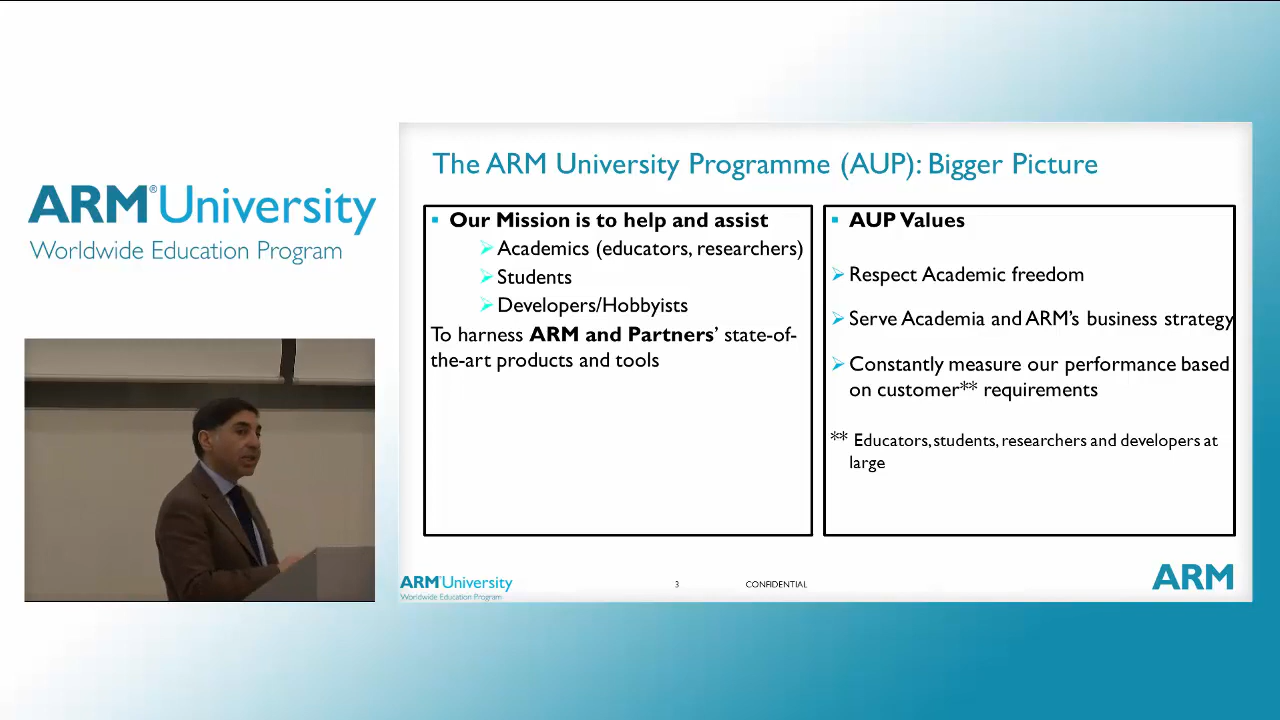 ARM®University
Worldwide Education Program
The ARM University Programme (AUP): Bigger Picture
▪ Our Mission is to help and assist
➢ Academics (educators, researchers)
➢ Students
➢ Developers/Hobbyists
To harness ARM and Partners’ state-of-
the-art products and tools
▪ AUP Values
➢ Respect Academic freedom
➢ Serve Academia and ARM’s business strategy
➢ Constantly measure our performance based
on customer** requirements
** Educators, students, researchers and developers at
large
ARM®University
Worldwide Education Program
3
CONFIDENTIAL
ARM